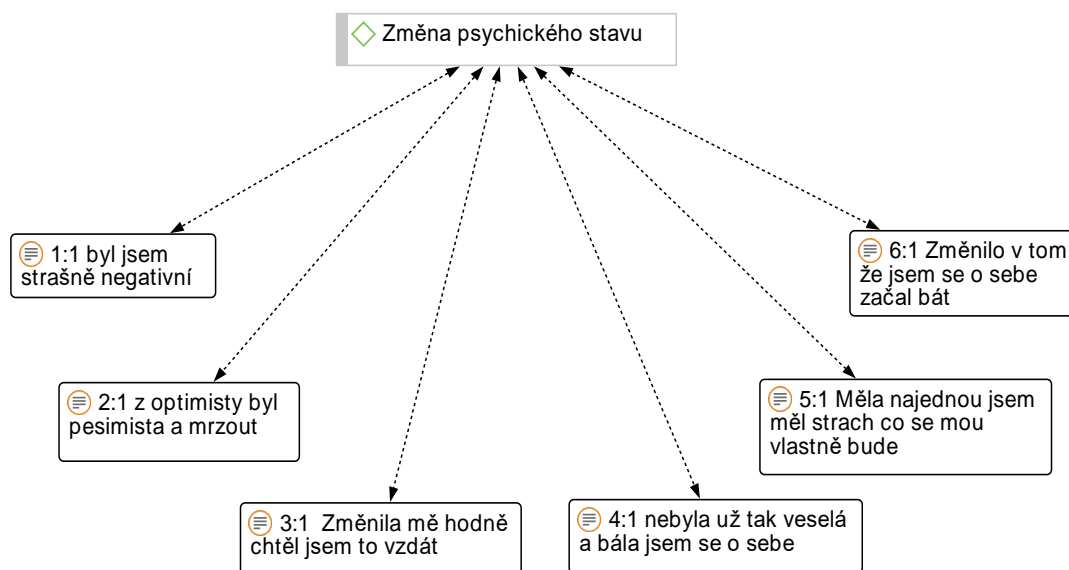 Změna psychického stavu
1:1 byl jsem
strašně negativní
2:1 z optimisty byl
pesimista a mrzout
3:1 Změnila mě hodně
chtěl jsem to vzdát
4:1 nebyla už tak veselá
a bála jsem se o sebe
5:1 Měla najednou jsem
měl strach co se mou
vlastně bude
6:1 Změnilo v tom
že jsem se o sebe
začal bát